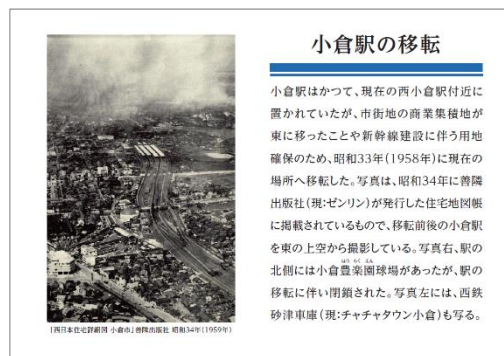 小倉駅の移転
小倉駅はかつて、現在の西小倉駅付近に
置かれていたが、市街地の商業集積地が
東に移ったことや新幹線建設に伴う用地
確保のため、昭和33年(1958年)に現在の
場所へ移転した。写真は、昭和34年に善隣
出版社(現:ゼンリン)が発行した住宅地図帳
に掲載されているもので、移転前後の小倉駅
を東の上空から撮影している。写真右、駅の
ほうらくえん
北側には小倉豊楽園球場があったが、駅の
移転に伴い閉鎖された。写真左には、西鉄
砂津車庫(現:チャチャタウン小倉)も写る。
『西日本住宅詳細図 小倉市』善隣出版社 昭和34年(1959年)